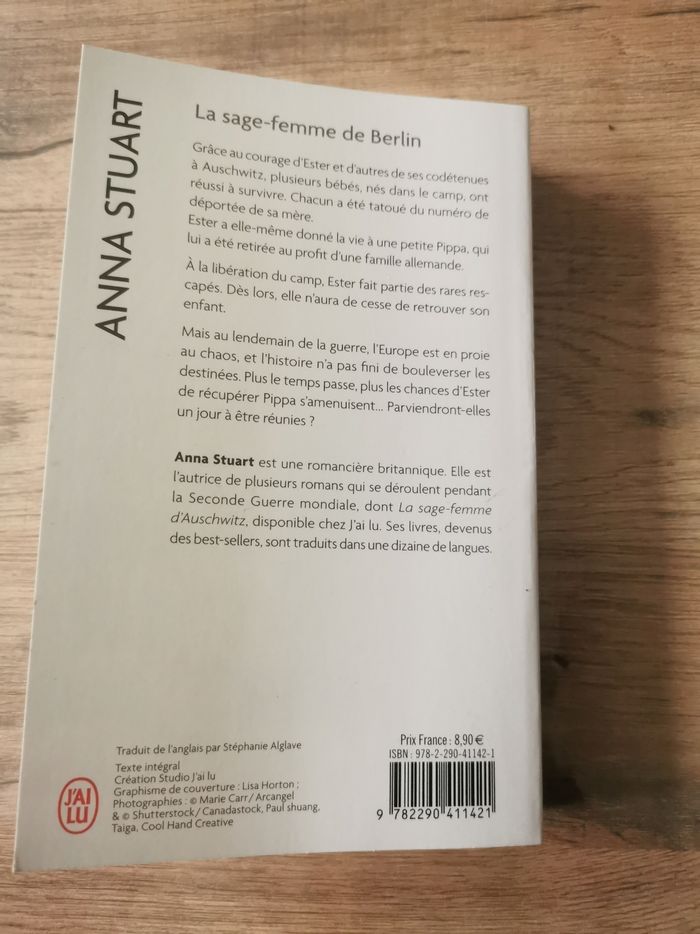 ANNA STUART
La sage-femme de Berlin
Grâce au courage d'Ester et d'autres de ses codétenues
à Auschwitz, plusieurs bébés, nés dans le camp, ont
réussi à survivre. Chacun a été tatoué du numéro de
déportée de sa mère.
Ester a elle-même donné la vie à une petite Pippa, qui
lui a été retirée au profit d'une famille allemande.
À la libération du camp, Ester fait partie des rares res-
capés. Dès lors, elle n'aura de cesse de retrouver son
enfant.
Mais au lendemain de la guerre, l'Europe est en proie
au chaos, et l'histoire n'a pas fini de bouleverser les
destinées. Plus le temps passe, plus les chances d'Ester
de récupérer Pippa s'amenuisent... Parviendront-elles
un jour à être réunies ?
Anna Stuart est une romancière britannique. Elle est
l'autrice de plusieurs romans qui se déroulent pendant
la Seconde Guerre mondiale, dont La sage-femme
d'Auschwitz, disponible chez J'ai lu. Ses livres, devenus
des best-sellers, sont traduits dans une dizaine de langues.
Traduit de l'anglais par Stéphanie Alglave
Texte intégral
Création Studio J'ai lu
Graphisme de couverture : Lisa Horton ;
Photographies : © Marie Carr / Arcangel
& © Shutterstock / Canadastock, Paul shuang,
Taiga, Cool Hand Creative
J'AI
LU
Prix France : 8,90 €
ISBN : 978-2-290-41142-1
9 782290 411421